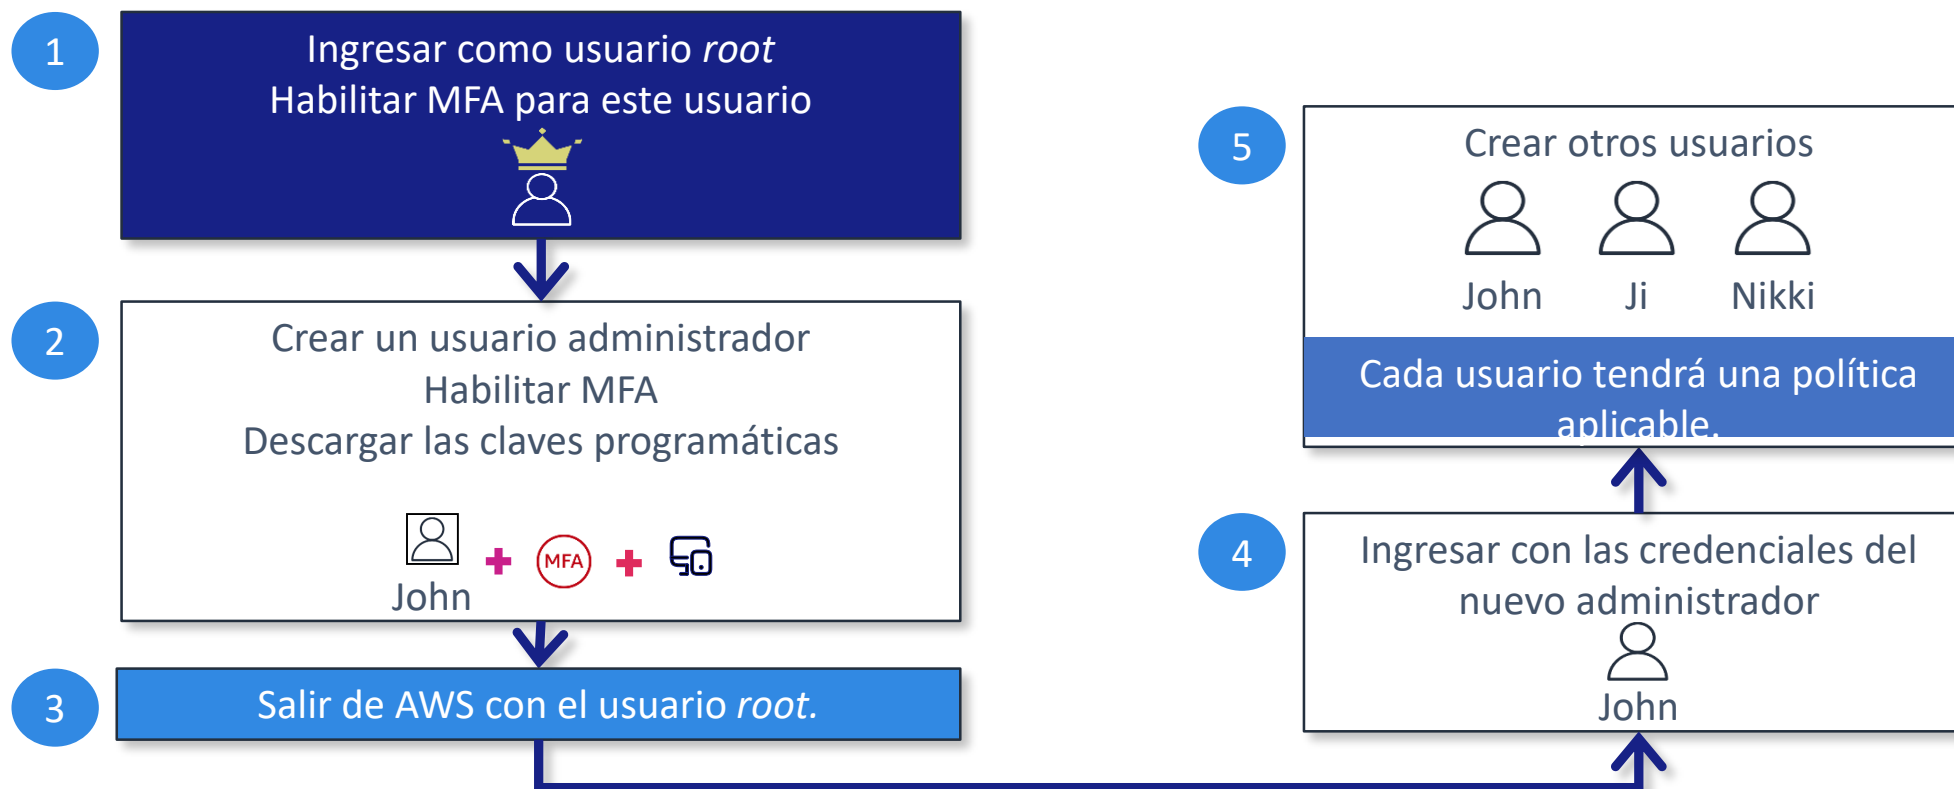 1
Ingresar como usuario root
Habilitar MFA para este usuario
2
Crear un usuario administrador
Habilitar MFA
Descargar las claves programáticas
MFA
John
3
Salir de AWS con el usuario root.
4
Ingresar con las credenciales del
nuevo administrador
John
5
Crear otros usuarios
John Ji Nikki
Cada usuario tendrá una política
aplicable.